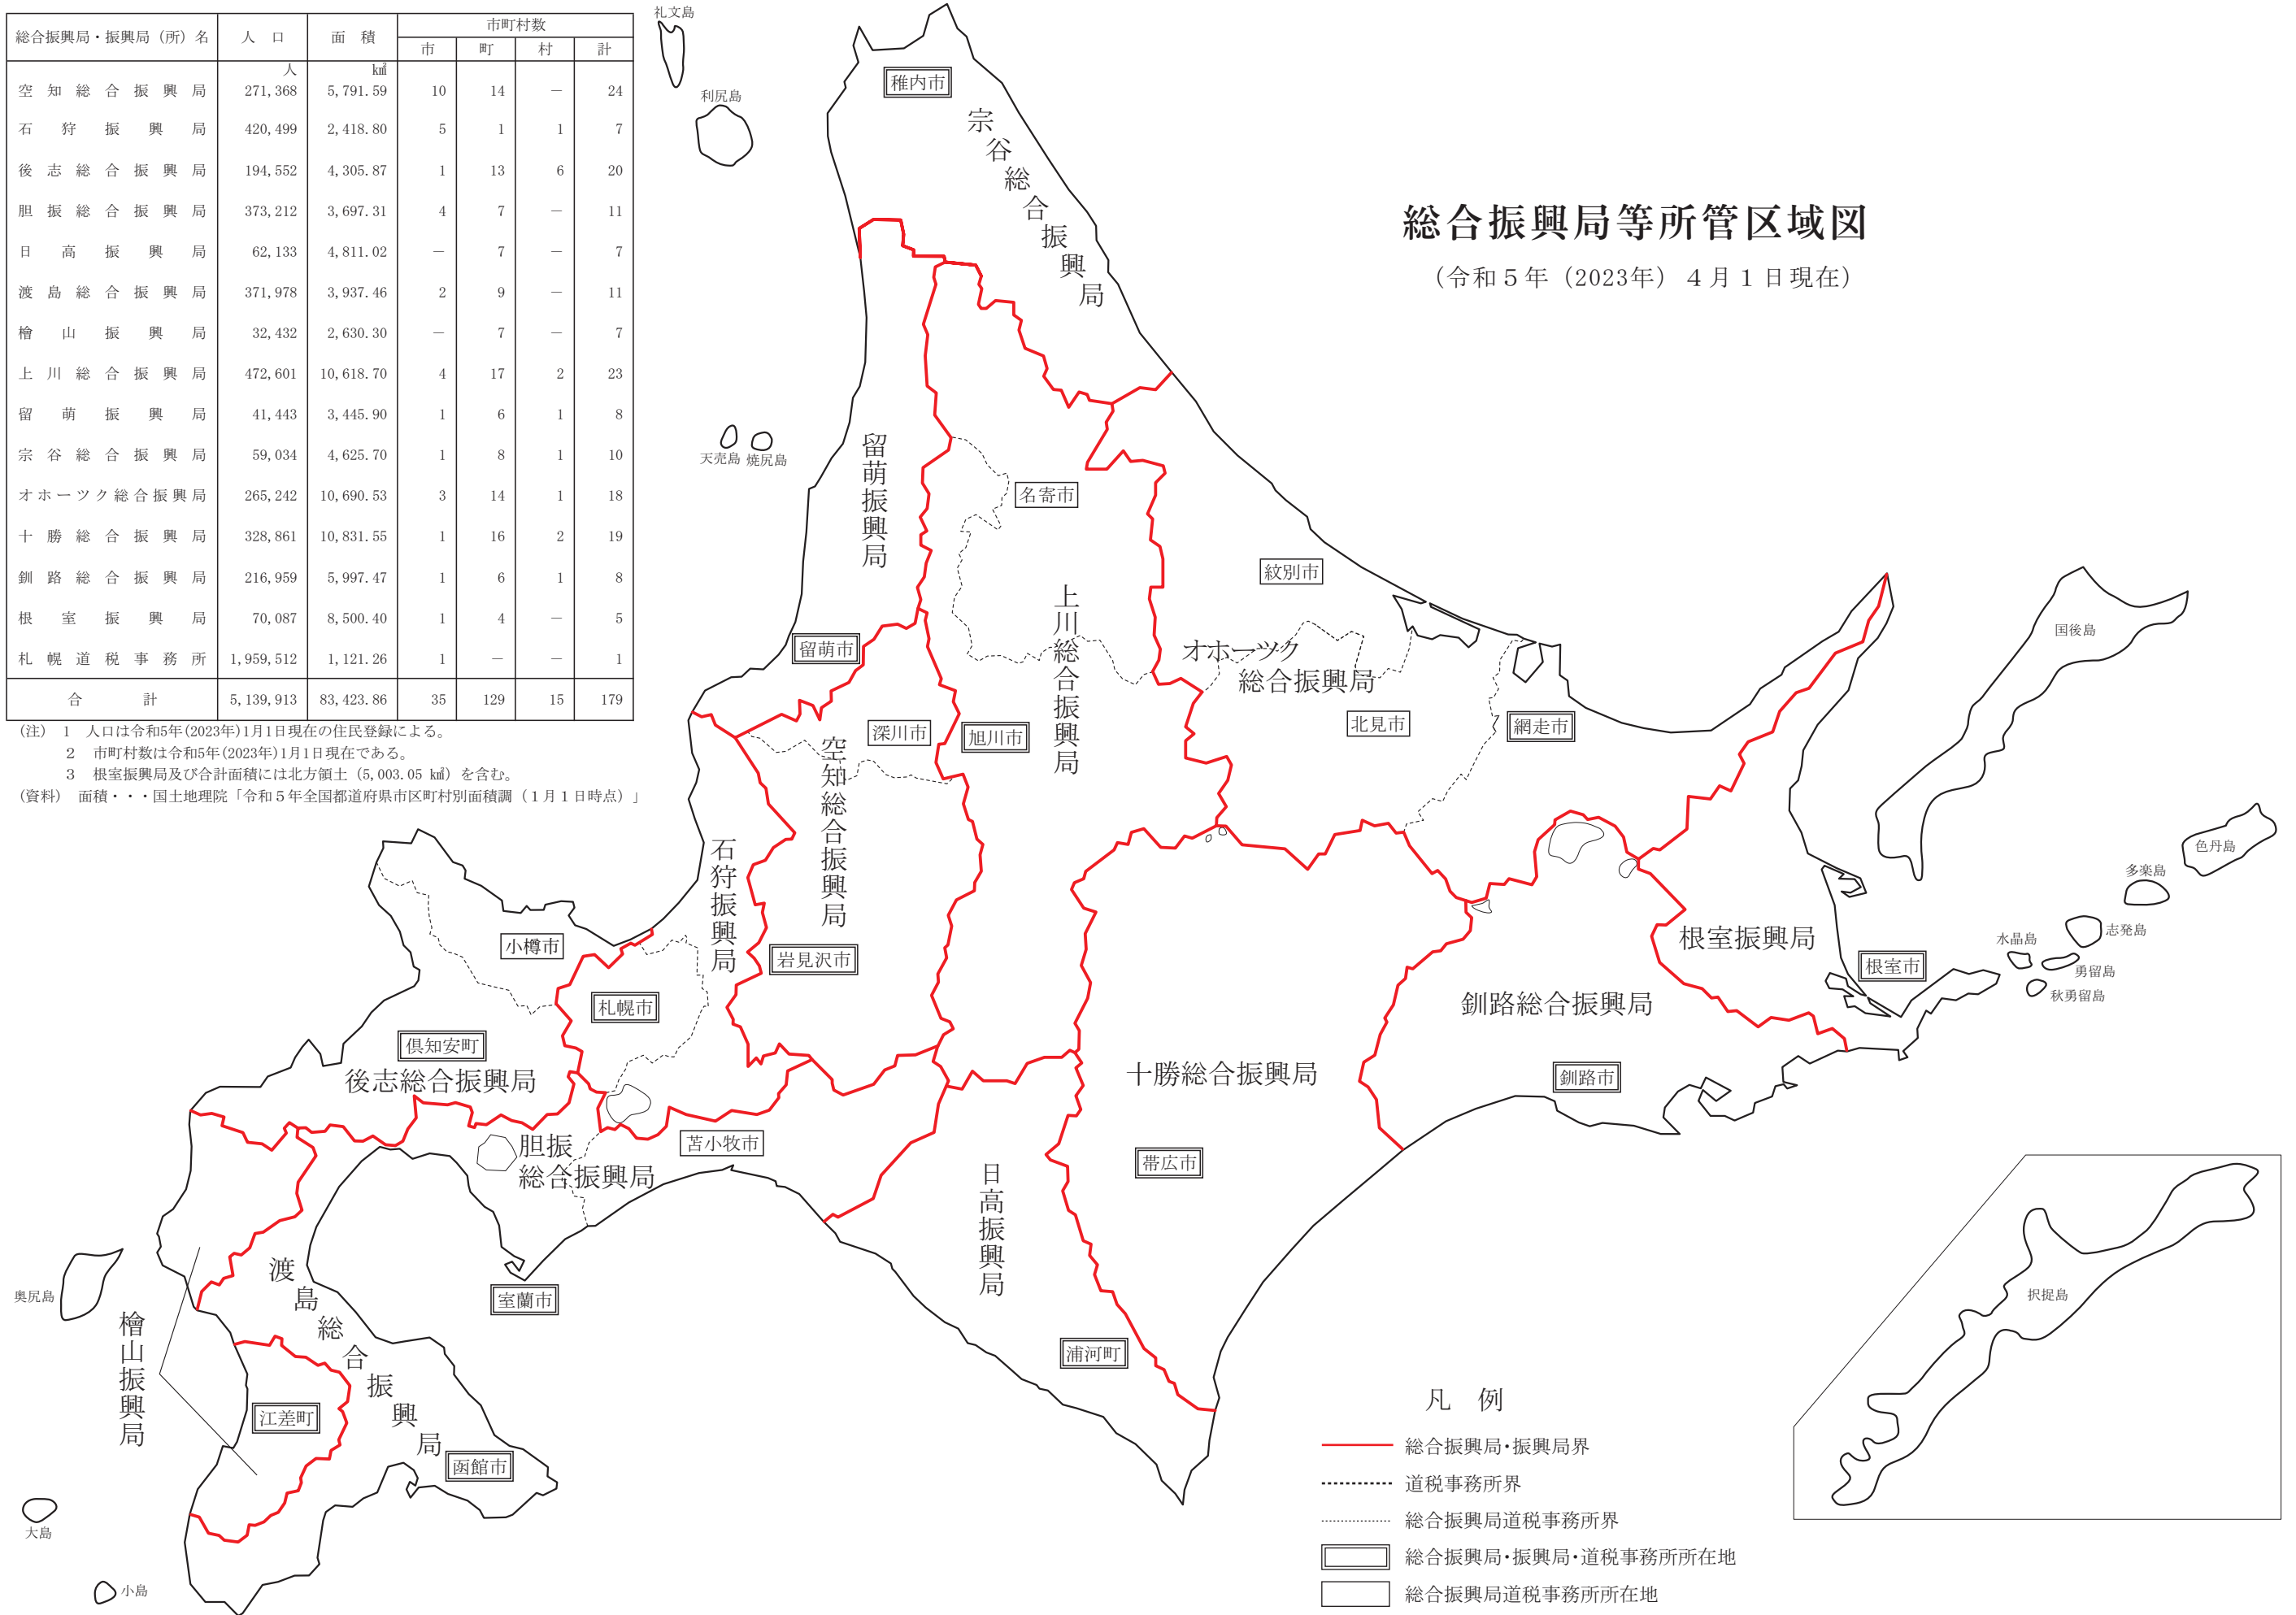 総合振興局・振興局（所）名 人 口 面 積 市町村数
市 町 村 計
人 ㎢
空知総合振興局 271,368 5,791.59 10 14 － 24
石狩振興局 420,499 2,418.80 5 1 1 7
後志総合振興局 194,552 4,305.87 1 13 6 20
胆振総合振興局 373,212 3,697.31 4 7 － 11
日高振興局 62,133 4,811.02 － 7 － 7
渡島総合振興局 371,978 3,937.46 2 9 － 11
檜山振興局 32,432 2,630.30 － 7 － 7
上川総合振興局 472,601 10,618.70 4 17 2 23
留萌振興局 41,443 3,445.90 1 6 1 8
宗谷総合振興局 59,034 4,625.70 1 8 1 10
オホーツク総合振興局 265,242 10,690.53 3 14 1 18
十勝総合振興局 328,861 10,831.55 1 16 2 19
釧路総合振興局 216,959 5,997.47 1 6 1 8
根室振興局 70,087 8,500.40 1 4 － 5
札幌道税事務所 1,959,512 1,121.26 1 － － 1
合 計 5,139,913 83,423.86 35 129 15 179
（注） 1 人口は令和5年(2023年)1月1日現在の住民登録による。
2 市町村数は令和5年(2023年)1月1日現在である。
3 根室振興局及び合計面積には北方領土（5,003.05 ㎢）を含む。
（資料） 面積・・・国土地理院「令和５年全国都道府県市区町村別面積調（１月１日時点）」
総合振興局等所管区域図
（令和５年（2023年）４月１日現在）
礼文島
利尻島
稚内市
宗谷総合振興局
天売島
焼尻島
留萌振興局
名寄市
紋別市
上川総合振興局
留萌市
オホーツク
総合振興局
国後島
深川市
旭川市
北見市
網走市
空知総合振興局
石狩振興局
色丹島
多楽島
志発島
水晶島
勇留島
秋勇留島
根室振興局
根室市
小樽市
岩見沢市
札幌市
釧路総合振興局
倶知安町
後志総合振興局
十勝総合振興局
釧路市
胆振
総合振興局
苫小牧市
帯広市
日高振興局
渡島総合振興局
奥尻島
室蘭市
択捉島
檜山振興局
浦河町
江差町
函館市
大島
小島
凡 例
総合振興局・振興局界
道税事務所界
総合振興局道税事務所界
総合振興局・振興局・道税事務所所在地
総合振興局道税事務所所在地